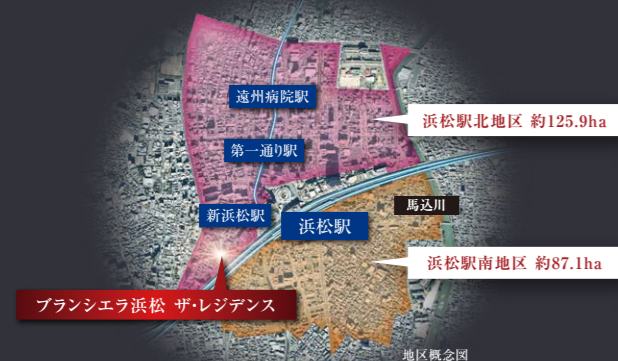 遠州病院駅
浜松駅北地区 約125.9ha
第一通り駅
馬込川
新浜松駅
浜松駅
浜松駅南地区 約87.1ha
ブランシエラ浜松 ザ・レジデンス
地区概念図